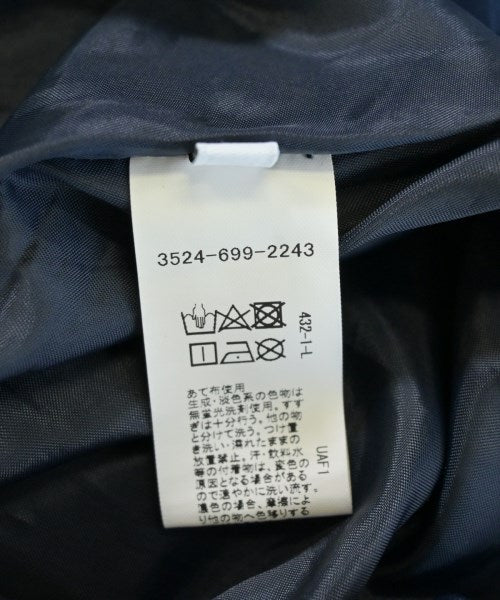 3524-699-2243
432-1-L
あて布使用
生成・淡色系の色物は
無蛍光洗剤使用。すす
ぎは十分行う。他の物
と分けて洗う。つけお
き洗い・濡れたままの
放置禁止。汗・飲料水
等の付着物は、変色の
原因となる場合がある
ので速やかに洗い流す。
濃色の場合、摩擦によ
り他の物へ色移りする
UAF1